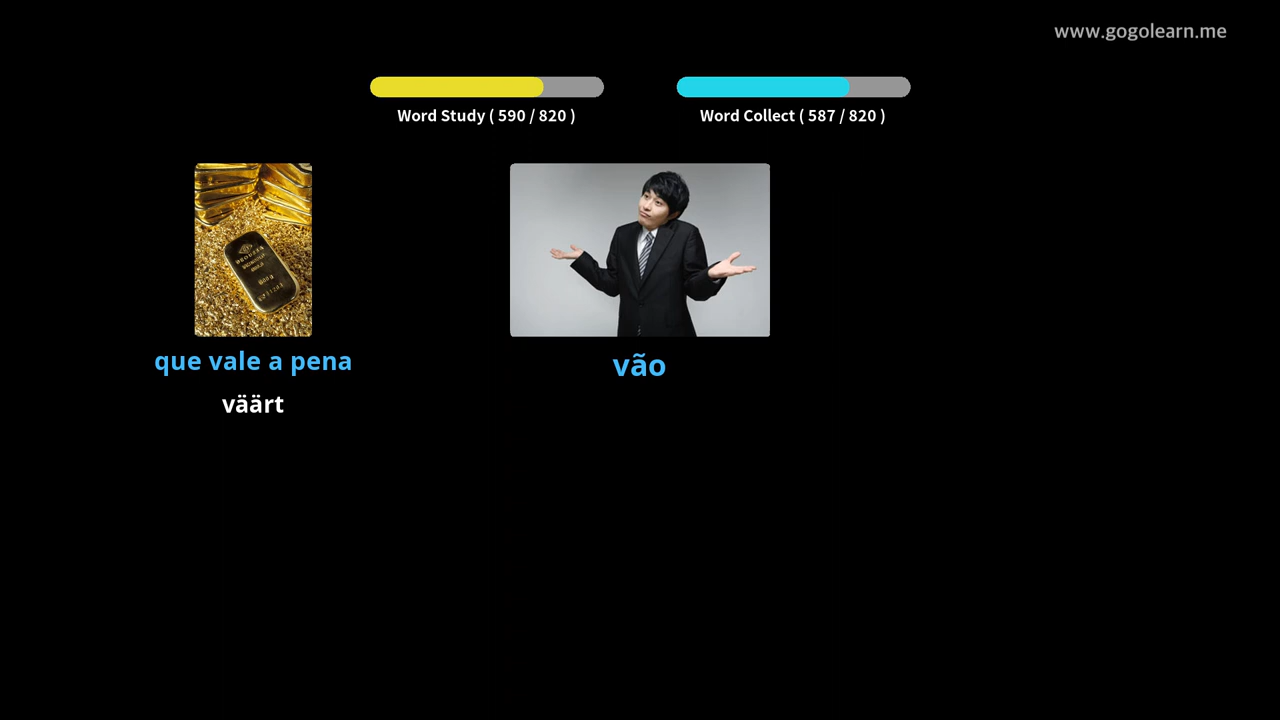 www.gogolearn.me
Word Study ( 590 / 820 )
Word Collect ( 587 / 820 )
que vale a pena
väärt
vão